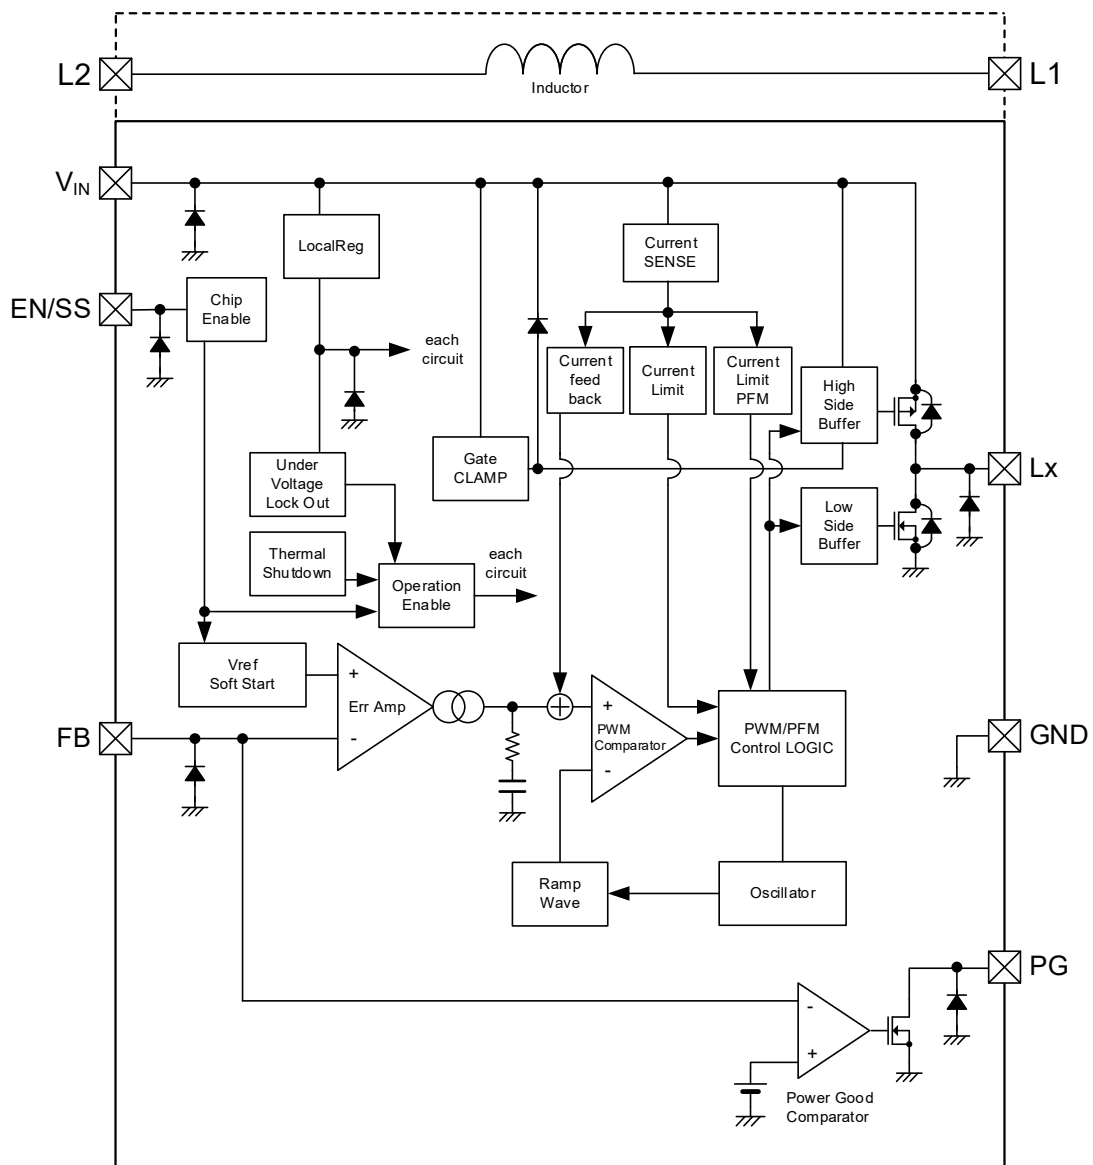 L2
L1
Inductor
VIN
LocalReg
Current
SENSE
EN/SS
Chip
Enable
each
circuit
Current
feed
back
Current
Limit
Current
Limit
PFM
High
Side
Buffer
Gate
CLAMP
Under
Voltage
Lock Out
Lx
Low
Side
Buffer
Thermal
Shutdown
each
circuit
Operation
Enable
Vref
Soft Start
+
Err Amp
-
+
PWM
Comparator
-
PWM/PFM
Control LOGIC
FB
GND
Ramp
Wave
Oscillator
PG
-
+
Power Good
Comparator